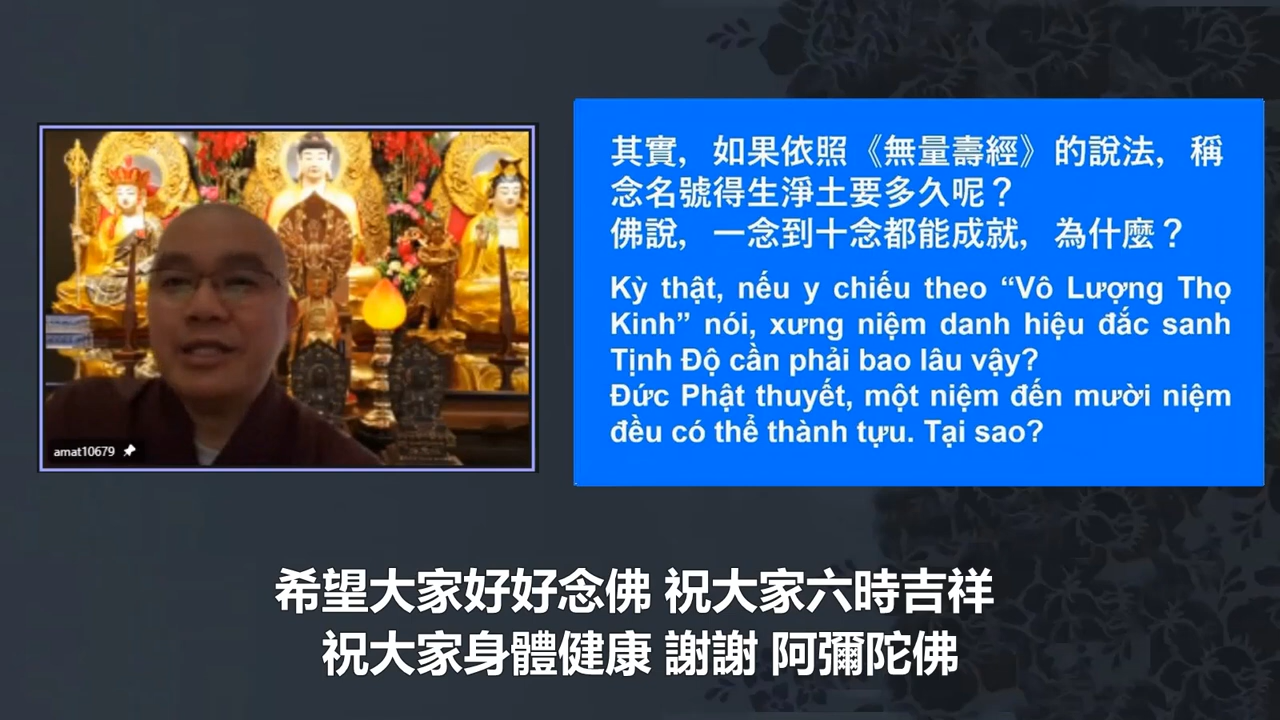 其實，如果依照《無量壽經》的說法，稱
念名號得生淨土要多久呢？
佛說，一念到十念都能成就，為什麼？
Kỳ thật, nếu y chiếu theo “Vô Lượng Thọ
Kinh” nói, xưng niệm danh hiệu đắc sanh
Tịnh Độ cần phải bao lâu vậy?
Đức Phật thuyết, một niệm đến mười niệm
đều có thể thành tựu. Tại sao?
amat10679
希望大家好好念佛 祝大家六時吉祥
祝大家身體健康 謝謝 阿彌陀佛